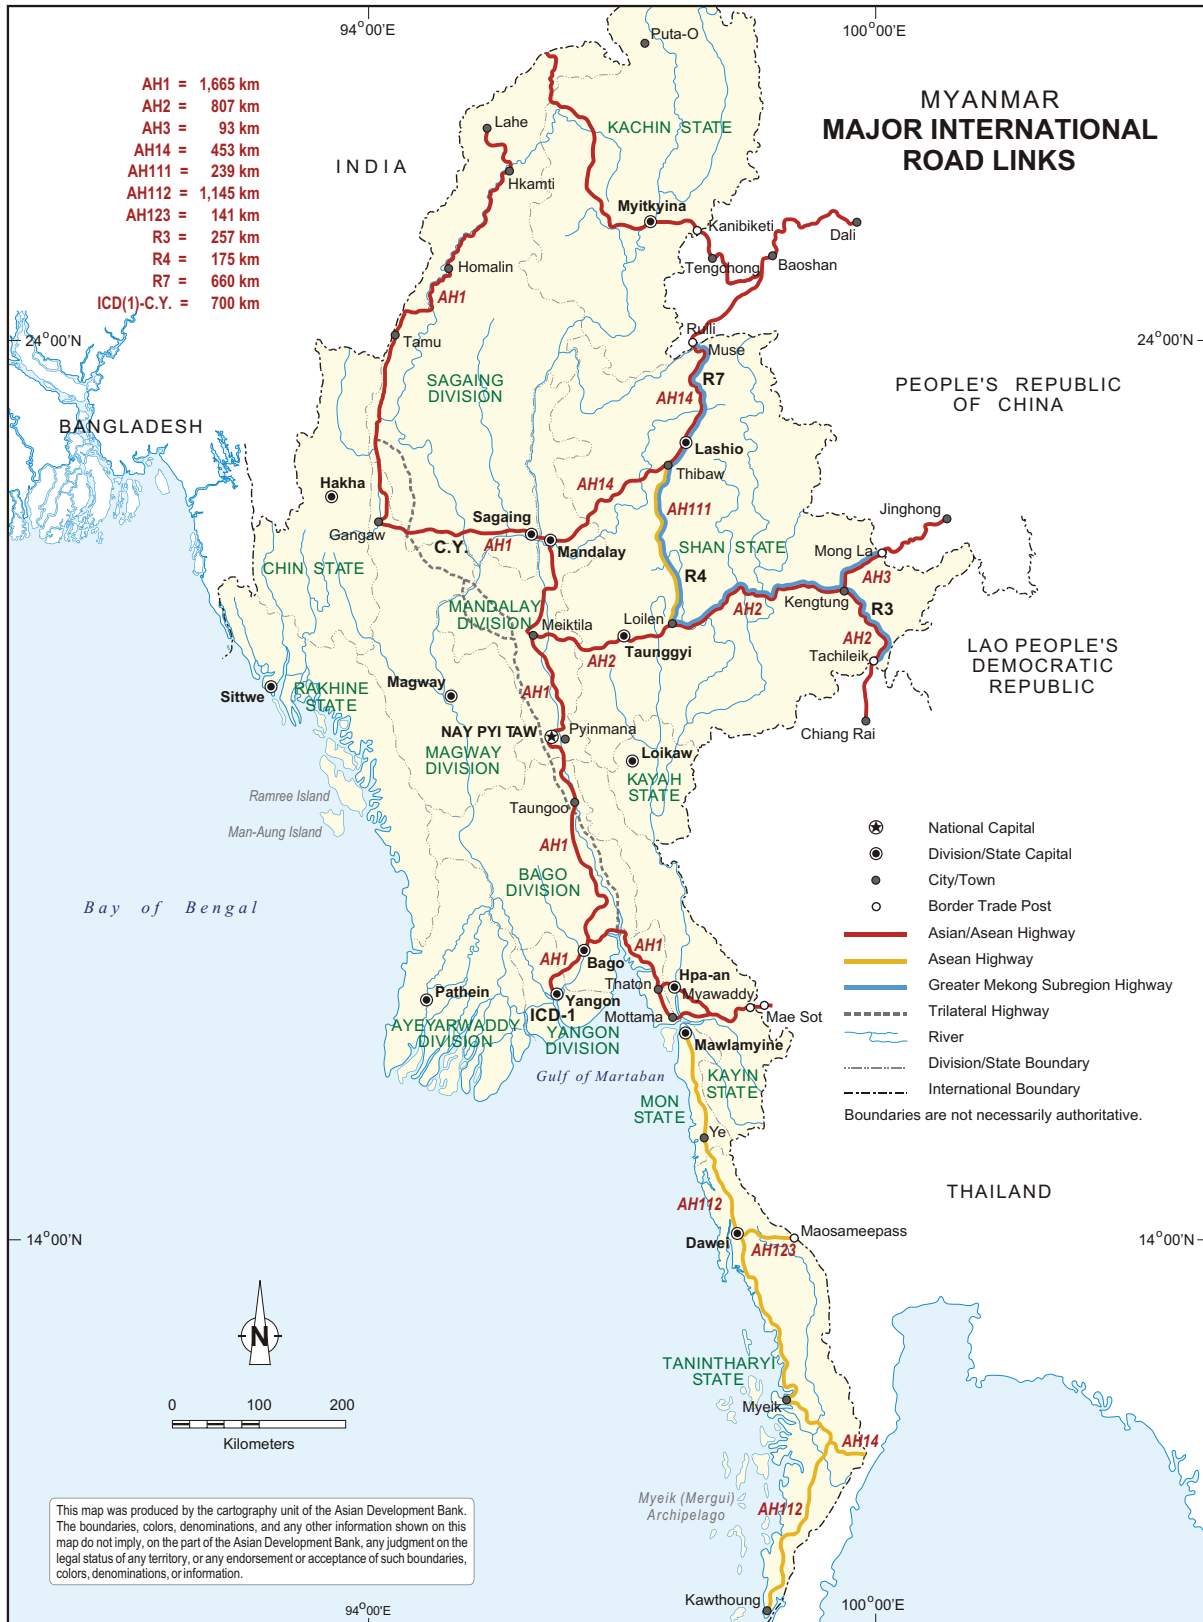 94°00'E
100°00'E
MYANMAR
MAJOR INTERNATIONAL
ROAD LINKS
AH1 = 1,665 km
AH2 = 807 km
AH3 = 93 km
AH14 = 453 km
AH111 = 239 km
AH112 = 1,145 km
AH123 = 141 km
R3 = 257 km
R4 = 175 km
R7 = 660 km
ICD(1)-C.Y. = 700 km
Puta-O
Lahe
KACHIN STATE
INDIA
Hkamti
Myitkyina
Kanibiketi
Dali
Tengchong
Baoshan
Homalin
AH1
24°00'N
Tamu
Ruili
Muse
24°00'N
SAGAING
DIVISION
R7
AH14
PEOPLE'S REPUBLIC
OF CHINA
BANGLADESH
Lashio
Thibaw
Hakha
AH14
AH111
Jinghong
Sagaing
Gangaw
C.Y.
AH1
Mandalay
SHAN STATE
Mong La
CHIN STATE
R4
AH3
Kengtung
AH2
R3
MANDALAY
DIVISION
Meiktila
Loilen
AH2
Taunggyi
AH2
Tachileik
LAO PEOPLE'S
DEMOCRATIC
REPUBLIC
Sittwe
RAKHINE
STATE
Magway
AH1
NAY PYI TAW
Pyinmana
Chiang Rai
MAGWAY
DIVISION
Loikaw
KAYAH
STATE
Ramree Island
Man-Aung Island
Taungoo
AH1
BAGO
DIVISION
Bay of Bengal
National Capital
Division/State Capital
City/Town
Border Trade Post
Asian/Asean Highway
Asean Highway
Greater Mekong Subregion Highway
Trilateral Highway
River
Division/State Boundary
International Boundary
Boundaries are not necessarily authoritative.
AH1
AH1
Bago
Hpa-an
Thaton
Myawaddy
Pathein
Yangon
ICD-1
Mottama
Mae Sot
AYEYARWADDY
DIVISION
YANGON
DIVISION
Mawlamyine
Gulf of Martaban
KAYIN
STATE
MON
STATE
Ye
THAILAND
AH112
14°00'N
Dawei
Maosameepass
AH123
14°00'N
N
TANINTHARYI
STATE
Myeik
0 100 200
Kilometers
AH14
Myeik (Mergui)
Archipelago
AH112
This map was produced by the cartography unit of the Asian Development Bank.
The boundaries, colors, denominations, and any other information shown on this
map do not imply, on the part of the Asian Development Bank, any judgment on the
legal status of any territory, or any endorsement or acceptance of such boundaries,
colors, denominations, or information.
Kawthoung
94°00'E
100°00'E